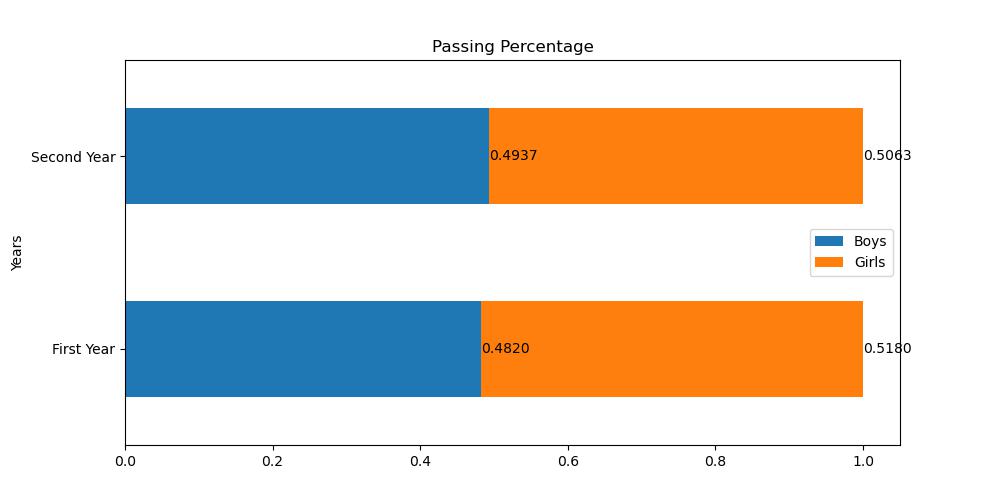 Passing Percentage
Second Year
0.4937
0.5063
Years
Boys
Girls
First Year
0.4820
0.5180
0.0 0.2 0.4 0.6 0.8 1.0